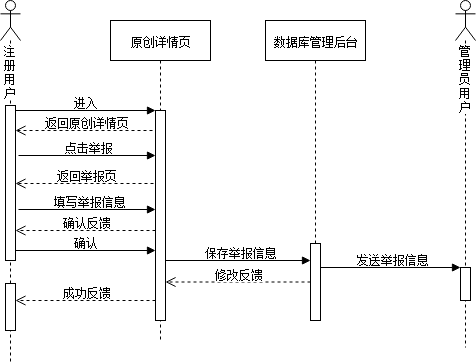 注册用户
原创详情页
数据库管理后台
管理员用户
进入
返回原创详情页
点击举报
返回举报页
填写举报信息
确认反馈
确认
保存举报信息
发送举报信息
修改反馈
成功反馈